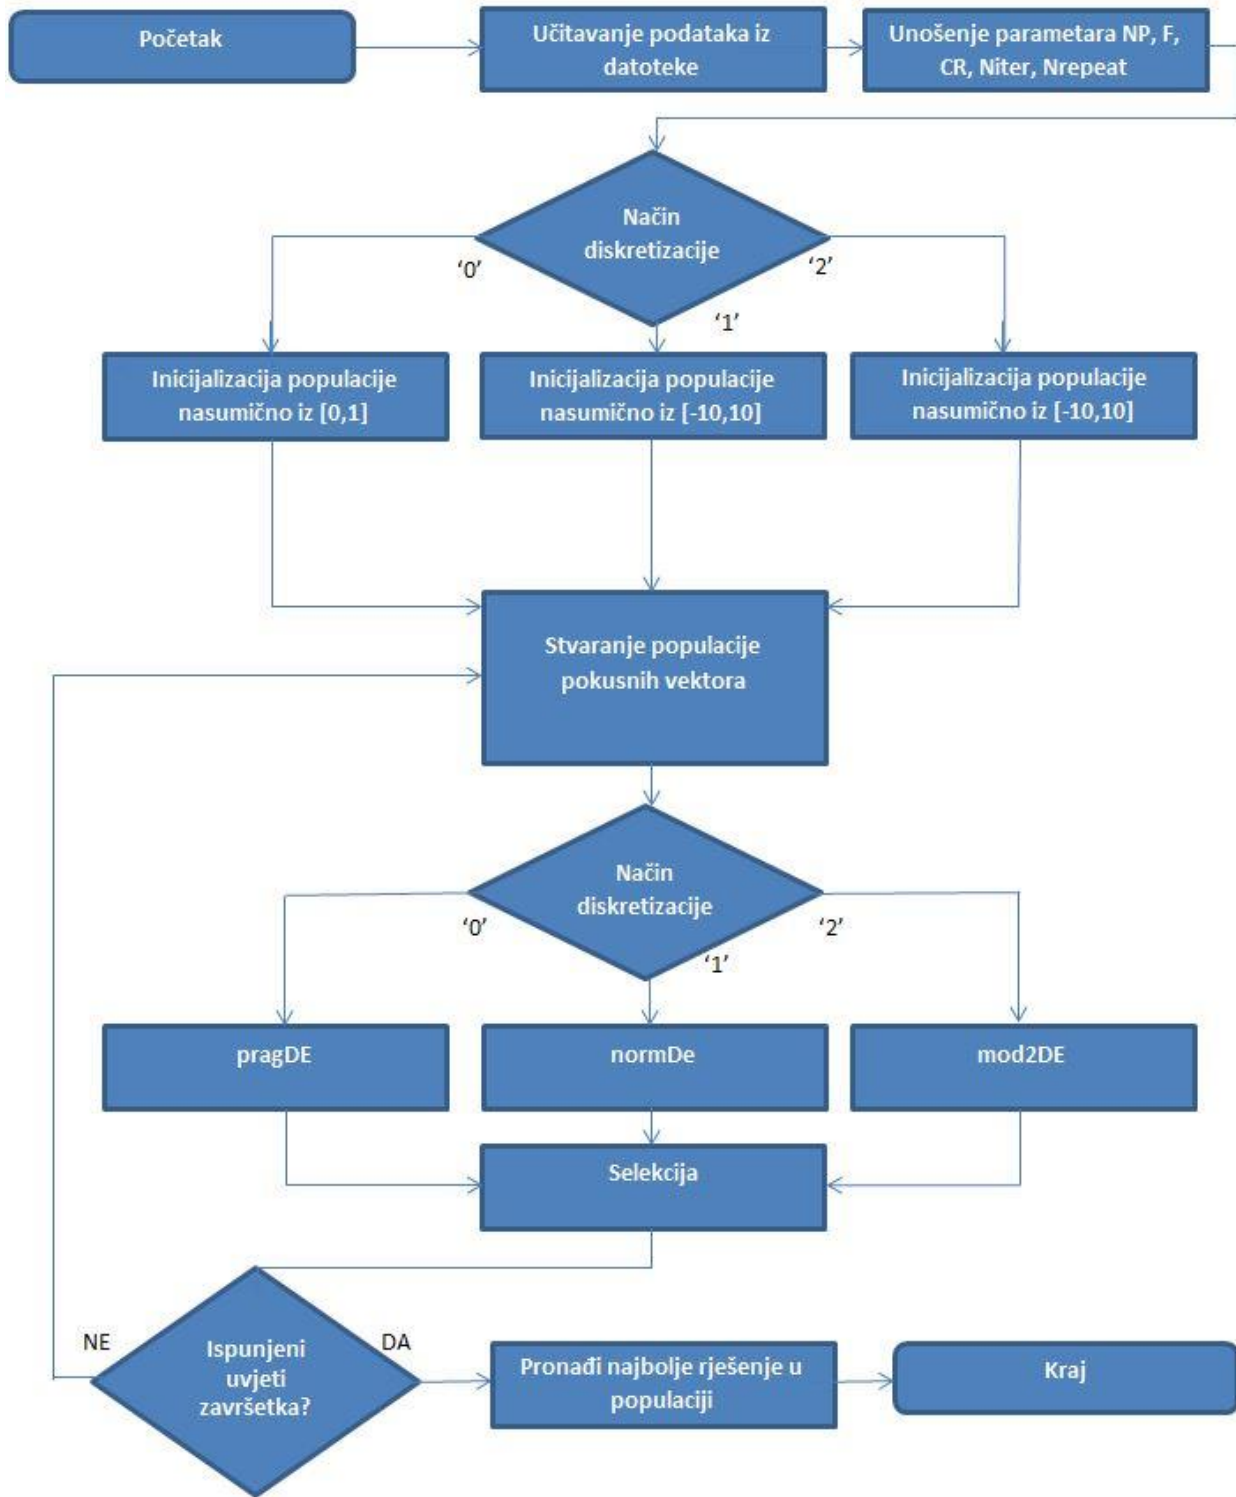 Početak
Učitavanje podataka iz
datoteke
Unošenje parametara NP, F,
CR, Niter, Nrepeat
Način
diskretizacije
‘0’
‘1’
‘2’
Inicijalizacija populacije
nasumično iz [0,1]
Inicijalizacija populacije
nasumično iz [-10,10]
Inicijalizacija populacije
nasumično iz [-10,10]
Stvaranje populacije
pokusnih vektora
Način
diskretizacije
‘0’
‘1’
‘2’
pragDE
normDe
mod2DE
Selekcija
NE
Ispunjeni
uvjeti
završetka?
DA
Pronađi najbolje rješenje u
populaciji
Kraj